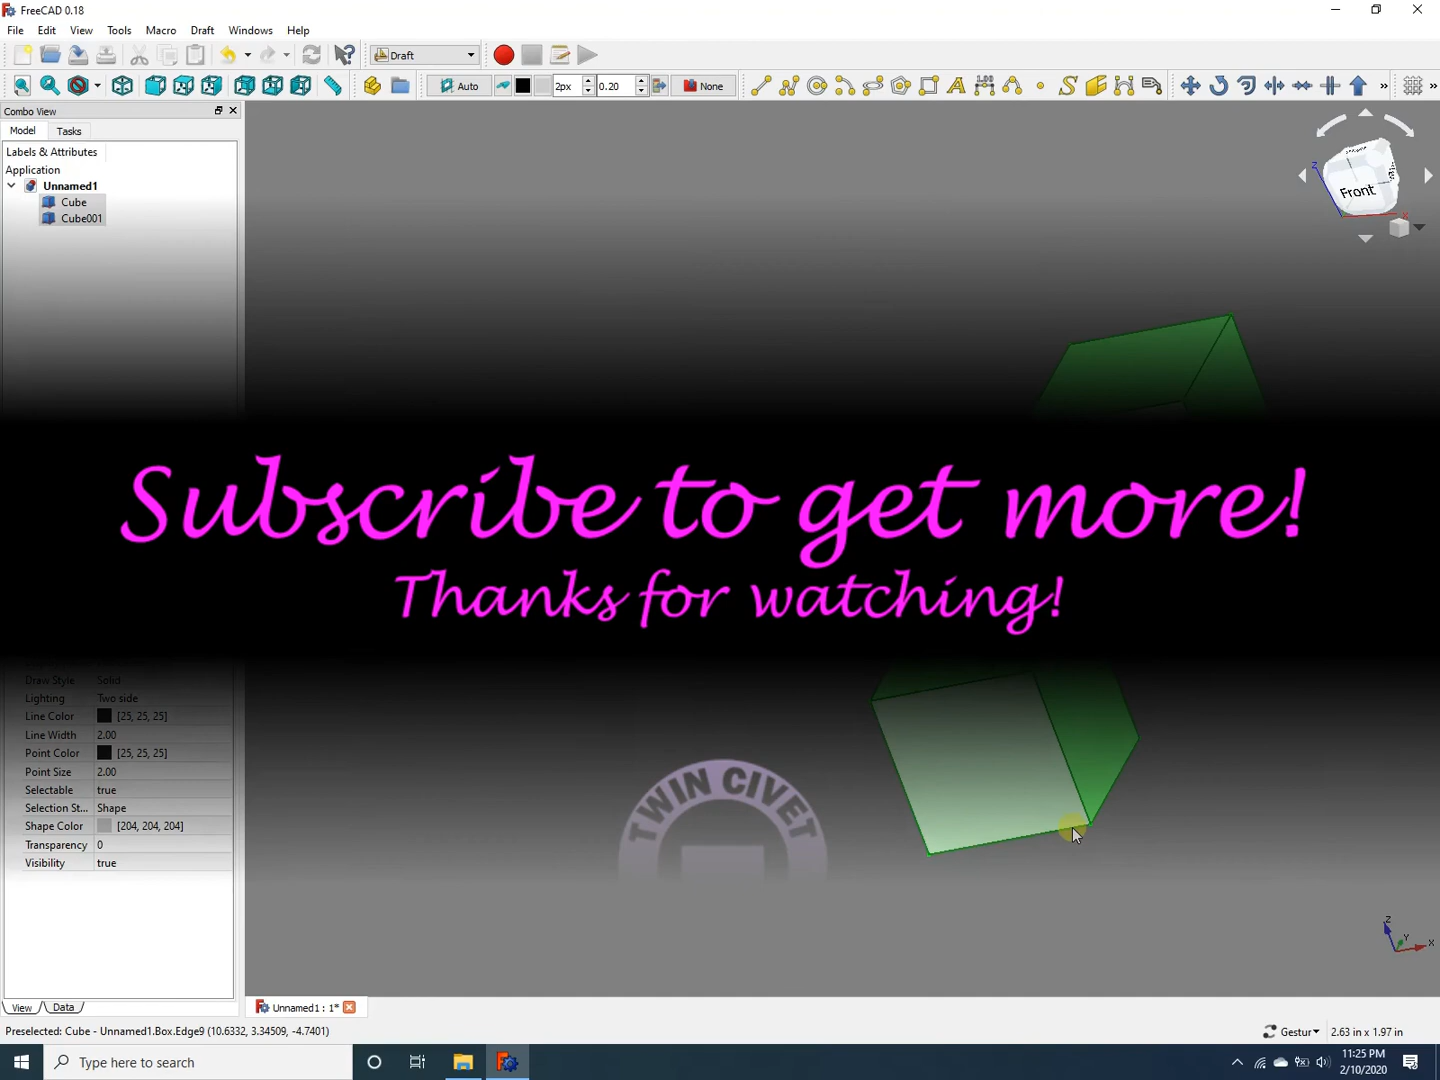 FreeCAD 0.18
File Edit View Tools Macro Draft Windows Help
Draft
Auto 2px 0.20 None
Combo View
Model Tasks
Labels & Attributes
Application
Unnamed1
Cube
Cube001
Front
Z
X
Subscribe to get more!
Thanks for watching!
Draw Style Solid
Lighting Two side
Line Color [25, 25, 25]
Line Width 2.00
Point Color [25, 25, 25]
Point Size 2.00
Selectable true
Selection St... Shape
Shape Color [204, 204, 204]
Transparency 0
Visibility true
TWIN CIVET
Z
Y
X
View Data
Unnamed1 : 1*
Preselected: Cube - Unnamed1.Box.Edge9 (10.6332, 3.34509, -4.7401)
Gestur 2.63 in x 1.97 in
Type here to search
11:25 PM
2/10/2020